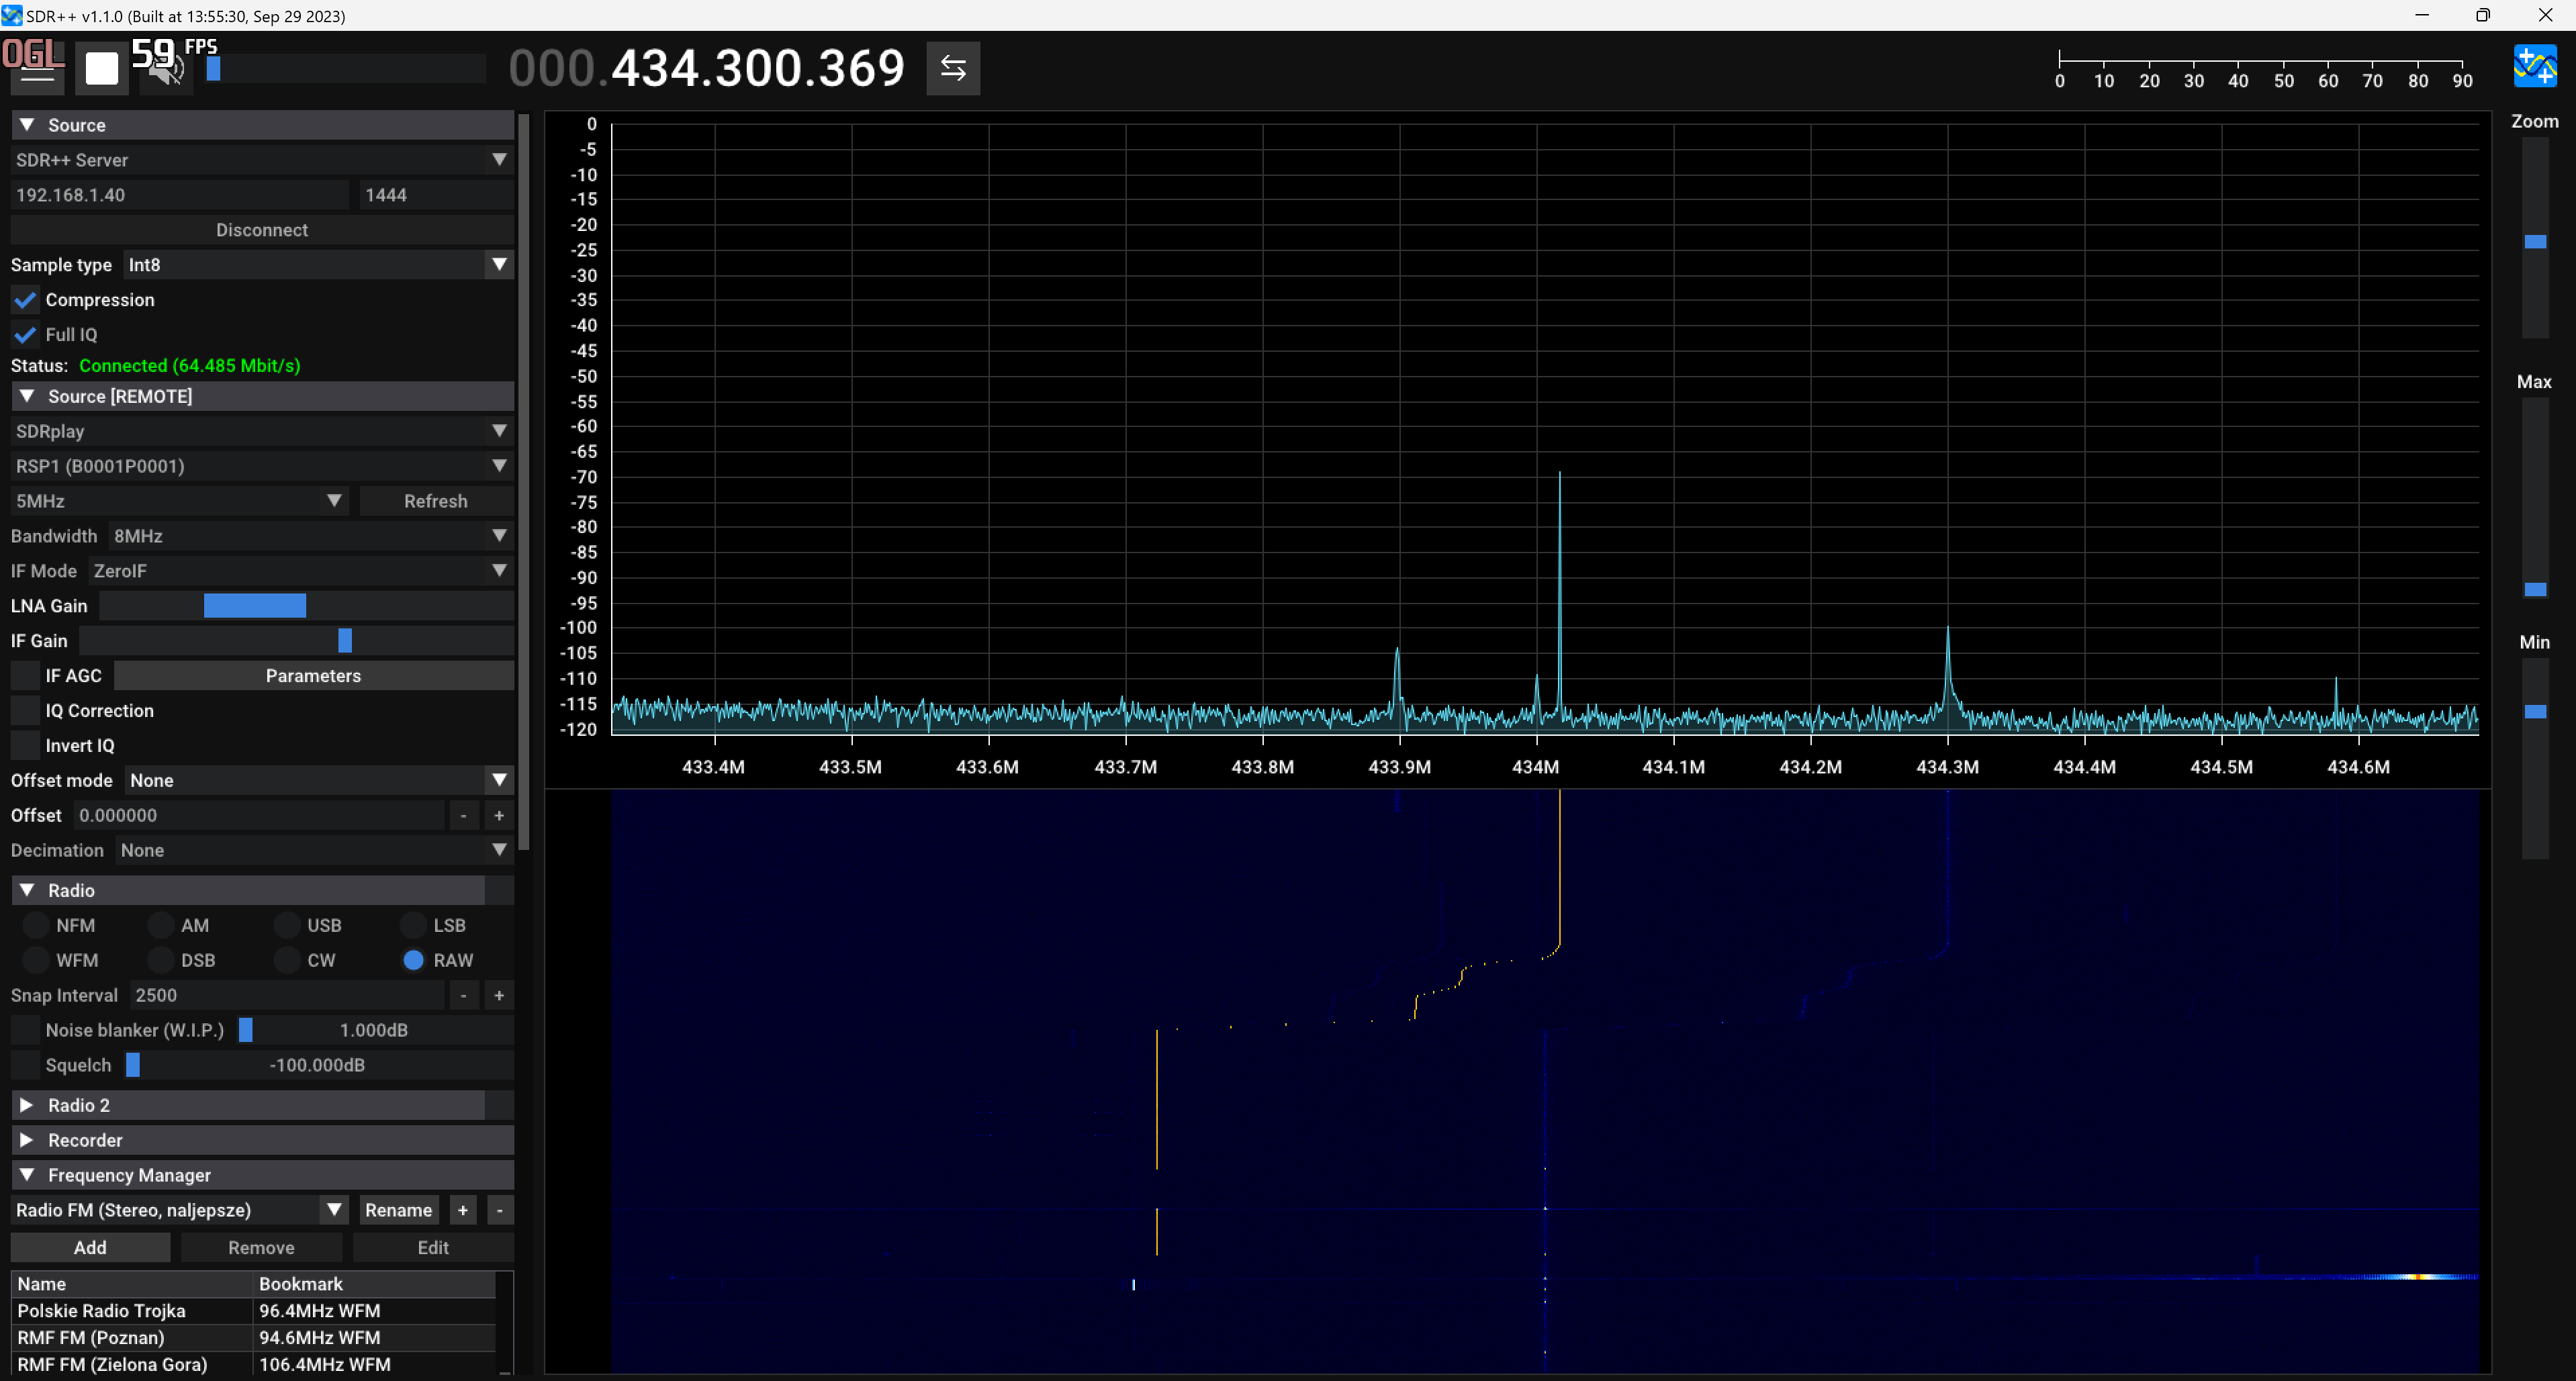 SDR++ v1.1.0 (Built at 13:55:30, Sep 29 2023)
OGL 59 FPS
000.434.300.369
0 10 20 30 40 50 60 70 80 90
Source
SDR++ Server
192.168.1.40 1444
Disconnect
Sample type Int8
Compression
Full IQ
Status: Connected (64.485 Mbit/s)
Source [REMOTE]
SDRplay
RSP1 (B0001P0001)
5MHz Refresh
Bandwidth 8MHz
IF Mode ZeroIF
LNA Gain
IF Gain
IF AGC Parameters
IQ Correction
Invert IQ
Offset mode None
Offset 0.000000 - +
Decimation None
Radio
NFM AM USB LSB
WFM DSB CW RAW
Snap Interval 2500 - +
Noise blanker (W.I.P.) 1.000dB
Squelch -100.000dB
Radio 2
Recorder
Frequency Manager
Radio FM (Stereo, naljepsze) Rename + -
Add Remove Edit
Name Bookmark
Polskie Radio Trojka 96.4MHz WFM
RMF FM (Poznan) 94.6MHz WFM
RMF FM (Zielona Gora) 106.4MHz WFM
0
-5
-10
-15
-20
-25
-30
-35
-40
-45
-50
-55
-60
-65
-70
-75
-80
-85
-90
-95
-100
-105
-110
-115
-120
433.4M 433.5M 433.6M 433.7M 433.8M 433.9M 434M 434.1M 434.2M 434.3M 434.4M 434.5M 434.6M
Zoom
Max
Min